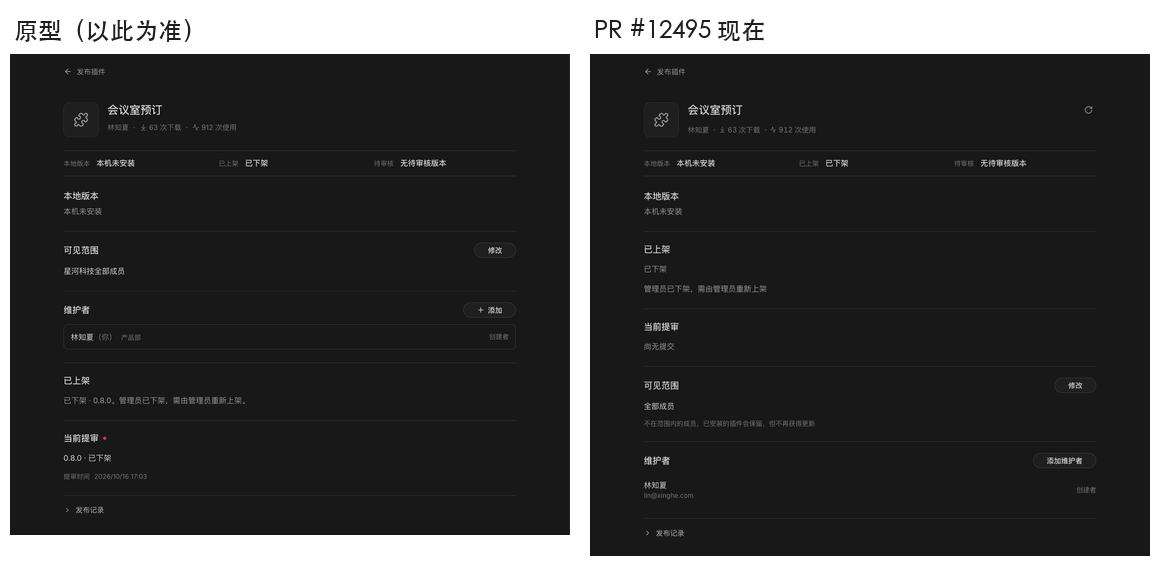 原型（以此为准）
发布插件
会议室预订
林知夏 · 63 次下载 · 912 次使用
本地版本 本机未安装 已上架 已下架 待审核 无待审核版本
本地版本
本机未安装
可见范围 修改
星河科技全部成员
维护者 + 添加
林知夏（你） 产品部 创建者
已上架
已下架 · 0.8.0。管理员已下架，需由管理员重新上架。
当前提审
0.8.0 · 已下架
提审时间 2026/10/16 17:03
发布记录
PR #12495 现在
发布插件
会议室预订
林知夏 · 63 次下载 · 912 次使用
本地版本 本机未安装 已上架 已下架 待审核 无待审核版本
本地版本
本机未安装
已上架
已下架
管理员已下架，需由管理员重新上架
当前提审
尚无提交
可见范围 修改
全部成员
不在范围内的成员，已安装的插件会保留，但不再获得更新
维护者 添加维护者
林知夏
lin@xinghe.com 创建者
发布记录